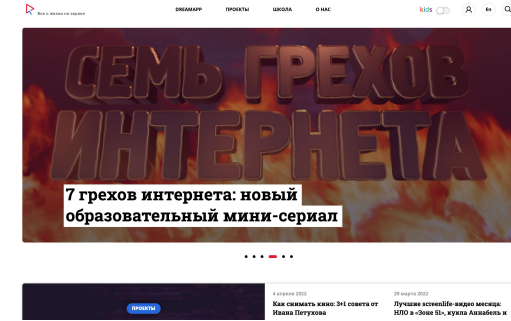 Все о жизни на экране
DREAMAPP ПРОЕКТЫ ШКОЛА О НАС
kids
En
СЕМЬ ГРЕХОВ
ИНТЕРНЕТА
7 грехов интернета: новый
образовательный мини-сериал
ПРОЕКТЫ
4 апреля 2022
Как снимать кино: 3+1 совета от
Ивана Петухова
29 марта 2022
Лучшие screenlife-видео месяца:
НЛО в «Зоне 51», кукла Аннабель и